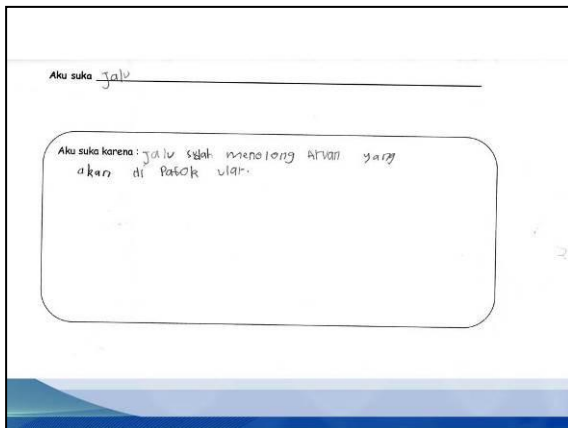 Aku suka Jalu
Aku suka karena : Jalu sudah menolong Arvan yang
akan di Patok ular.